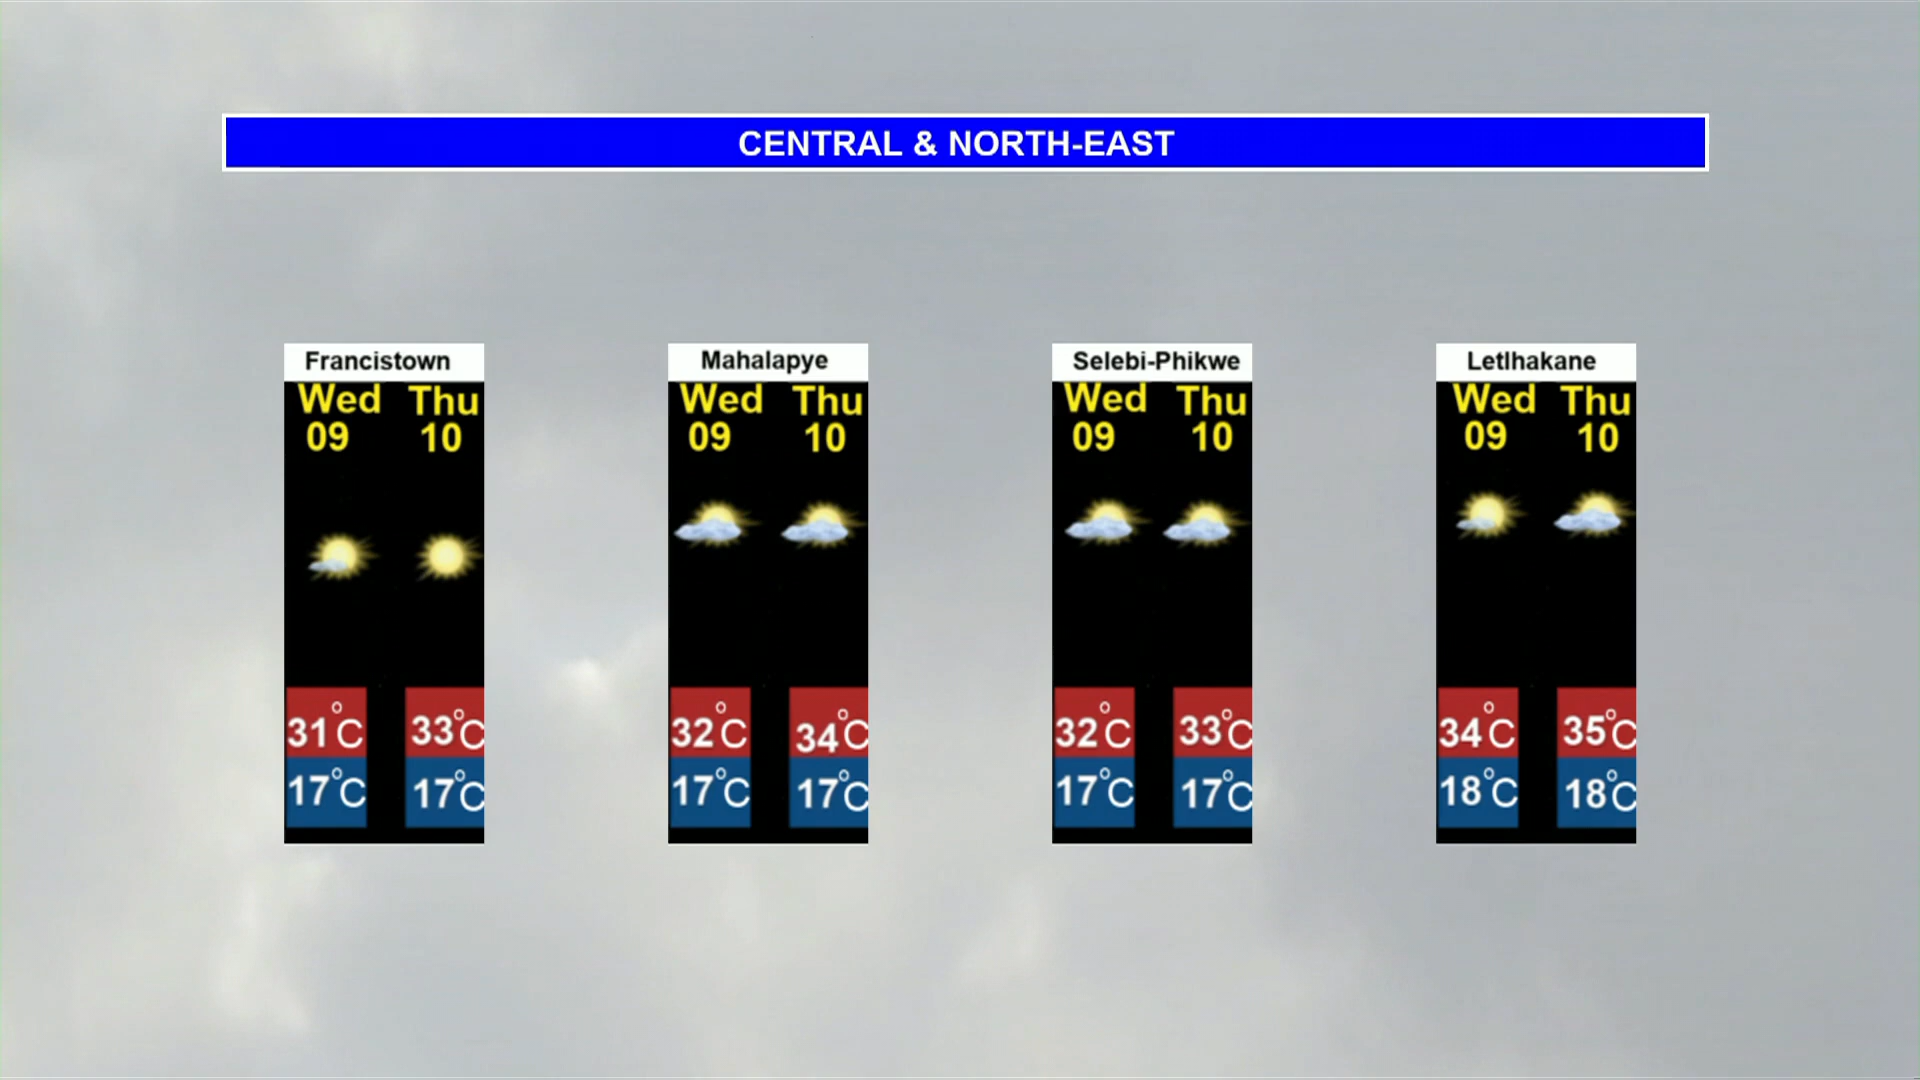 CENTRAL & NORTH-EAST
Francistown
Wed Thu
09 10
31°C 33°C
17°C 17°C
Mahalapye
Wed Thu
09 10
32°C 34°C
17°C 17°C
Selebi-Phikwe
Wed Thu
09 10
32°C 33°C
17°C 17°C
Letlhakane
Wed Thu
09 10
34°C 35°C
18°C 18°C